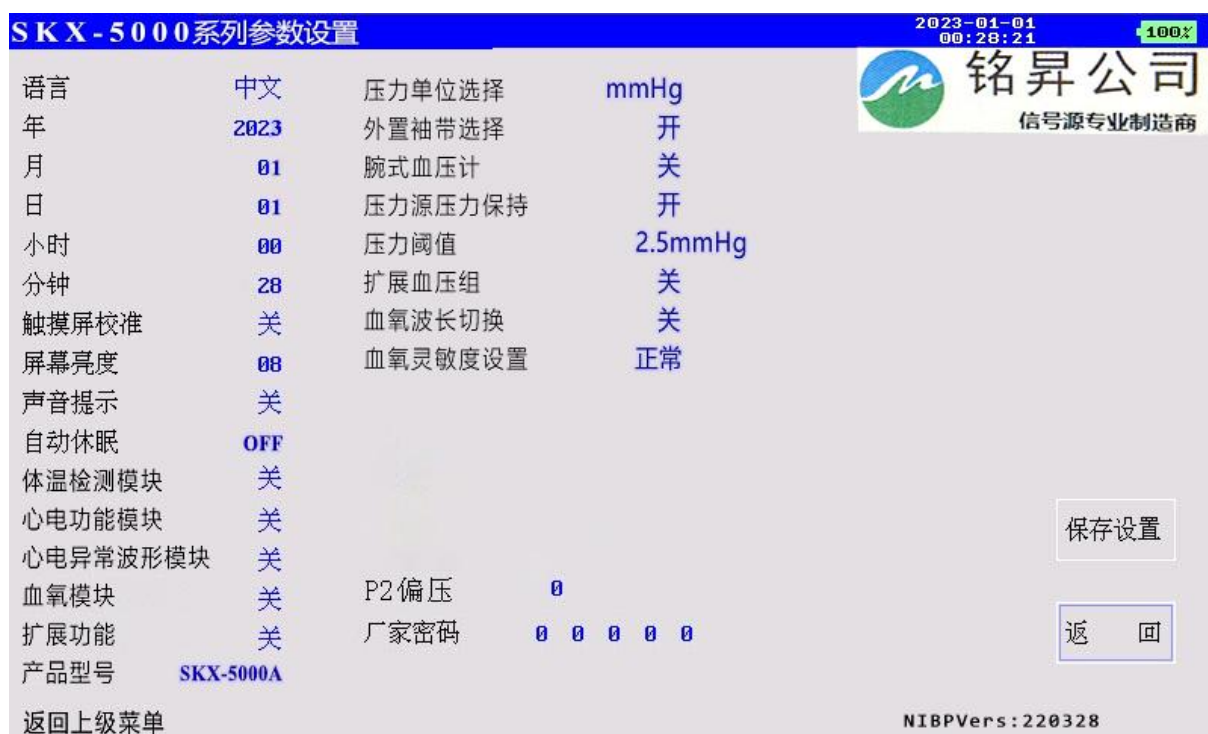 SKX-5000系列参数设置
2023-01-01
00:28:21
100%
铭昇公司
信号源专业制造商
语言 中文
年 2023
月 01
日 01
小时 00
分钟 28
触摸屏校准 关
屏幕亮度 08
声音提示 关
自动休眠 OFF
体温检测模块 关
心电功能模块 关
心电异常波形模块 关
血氧模块 关
扩展功能 关
产品型号 SKX-5000A
返回上级菜单
压力单位选择 mmHg
外置袖带选择 开
腕式血压计 关
压力源压力保持 开
压力阈值 2.5mmHg
扩展血压组 关
血氧波长切换 关
血氧灵敏度设置 正常
P2偏压 0
厂家密码 0 0 0 0 0
保存设置
返 回
NIBPVers:220328